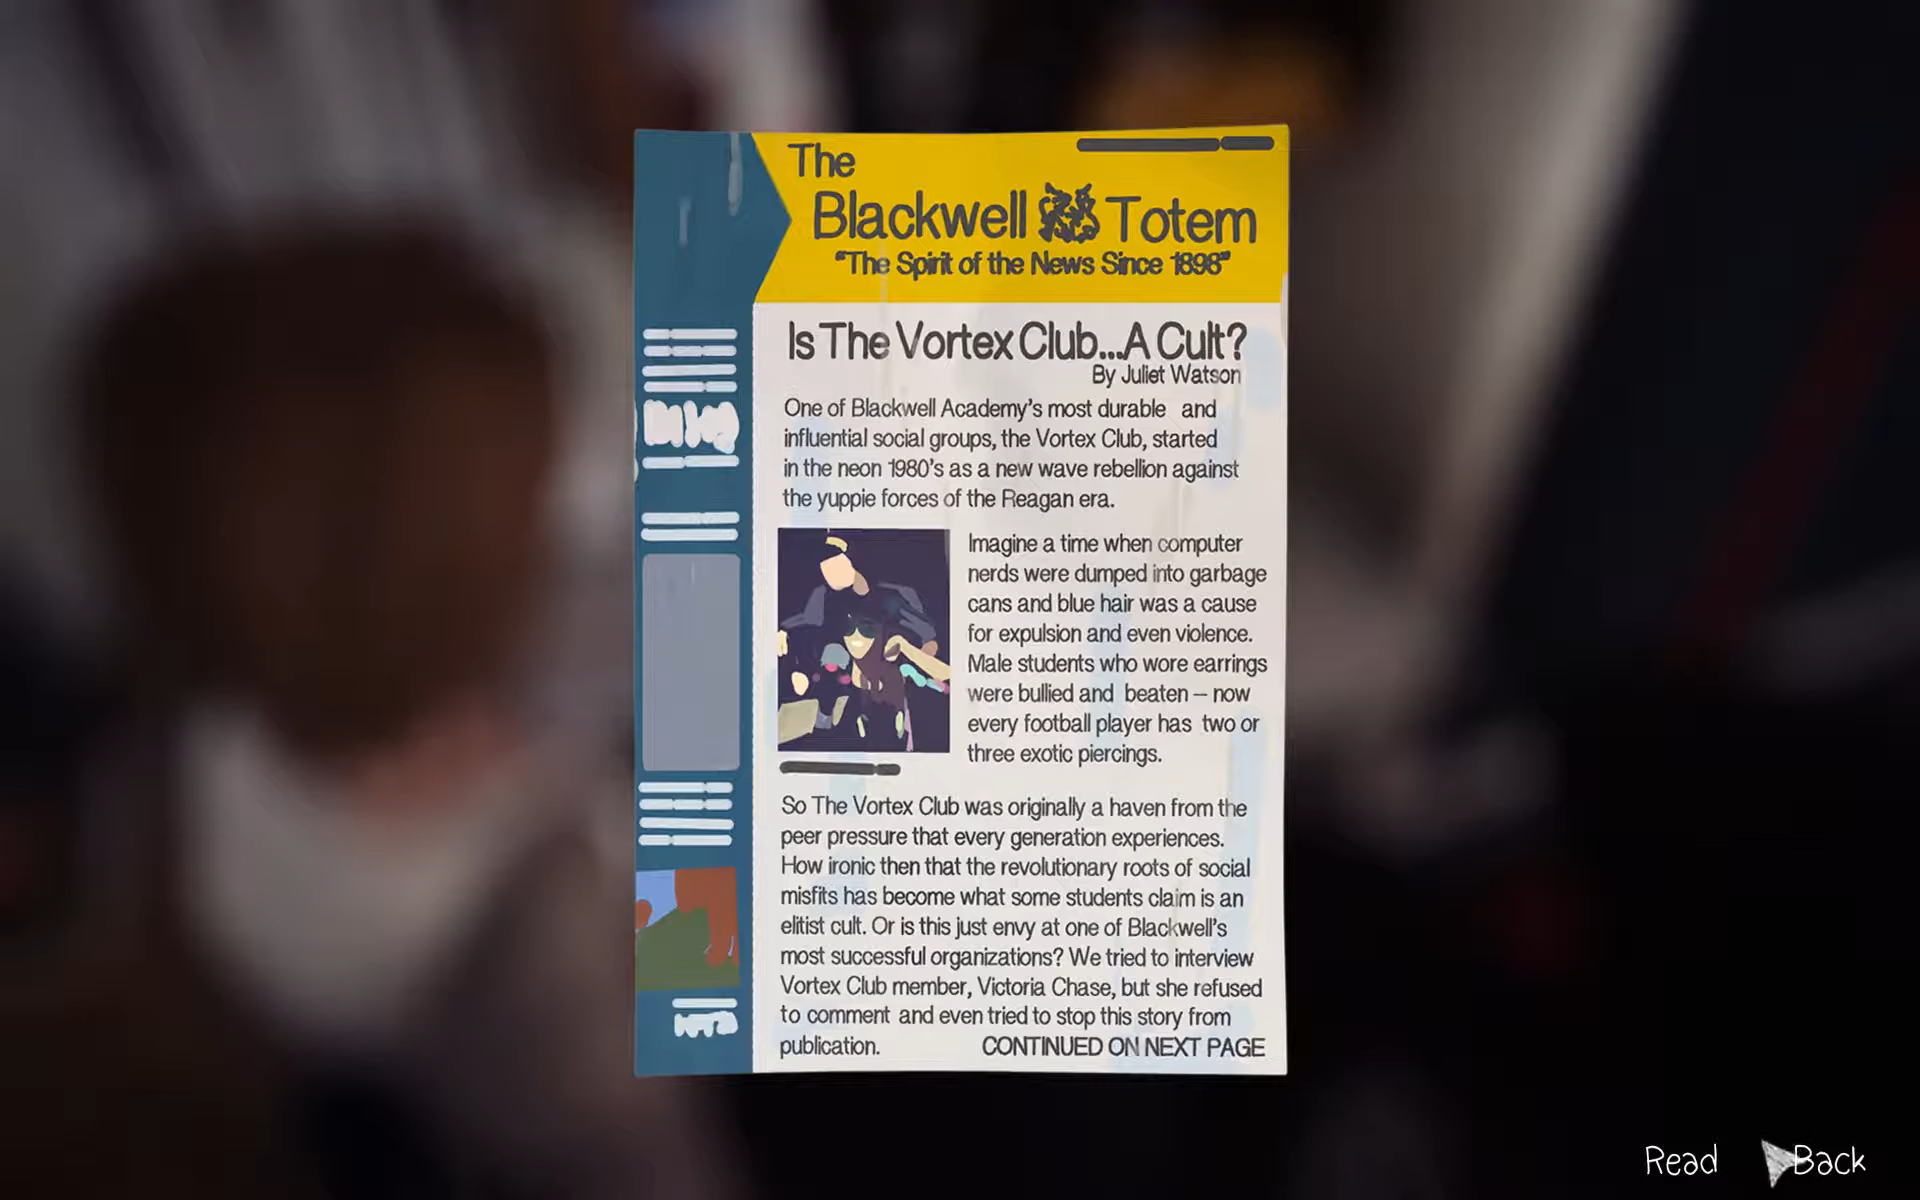 The
Blackwell Totem
"The Spirit of the News Since 1898"
Is The Vortex Club...A Cult?
By Juliet Watson
One of Blackwell Academy's most durable and
influential social groups, the Vortex Club, started
in the neon 1980's as a new wave rebellion against
the yuppie forces of the Reagan era.
Imagine a time when computer
nerds were dumped into garbage
cans and blue hair was a cause
for expulsion and even violence.
Male students who wore earrings
were bullied and beaten – now
every football player has two or
three exotic piercings.
So The Vortex Club was originally a haven from the
peer pressure that every generation experiences.
How ironic then that the revolutionary roots of social
misfits has become what some students claim is an
elitist cult. Or is this just envy at one of Blackwell's
most successful organizations? We tried to interview
Vortex Club member, Victoria Chase, but she refused
to comment and even tried to stop this story from
publication. CONTINUED ON NEXT PAGE
Read Back